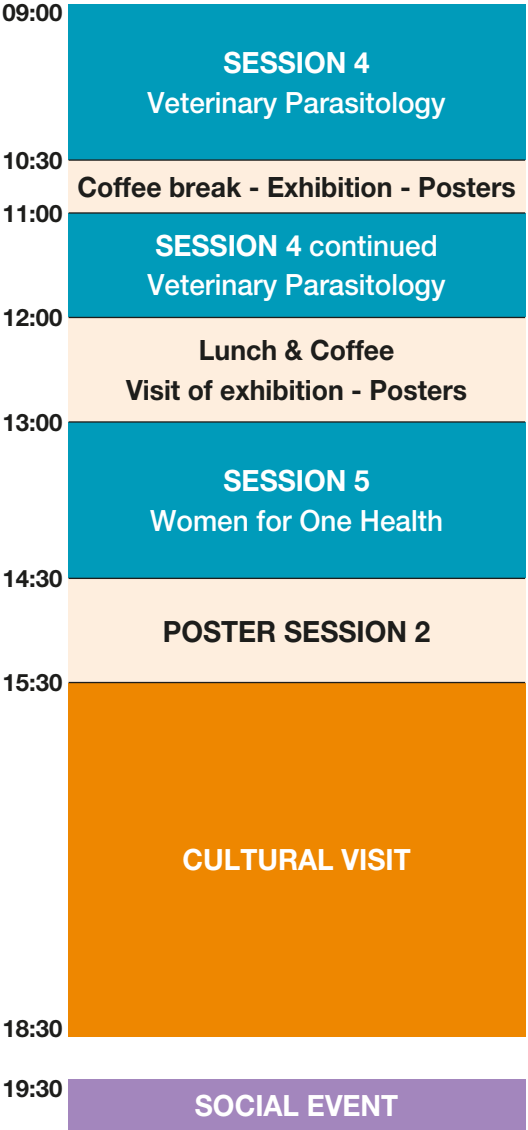 09:00
SESSION 4
Veterinary Parasitology
10:30
Coffee break - Exhibition - Posters
11:00
SESSION 4 continued
Veterinary Parasitology
12:00
Lunch & Coffee
Visit of exhibition - Posters
13:00
SESSION 5
Women for One Health
14:30
POSTER SESSION 2
15:30
CULTURAL VISIT
18:30
19:30
SOCIAL EVENT